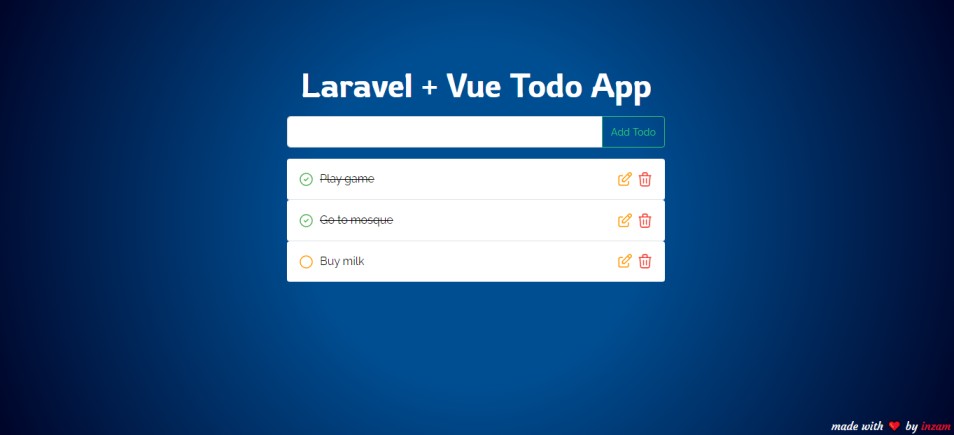 Laravel + Vue Todo App
Add Todo
Play game
Go to mosque
Buy milk
made with ❤️ by inzam